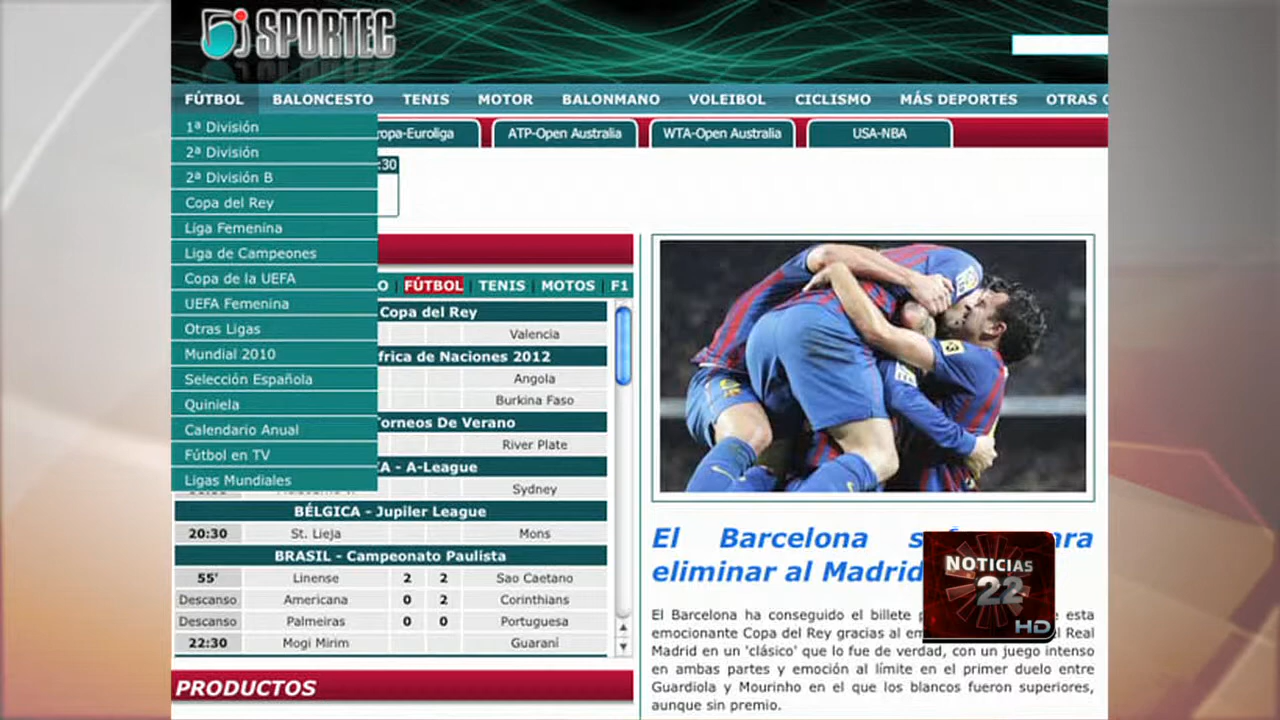 SPORTEC
FÚTBOL BALONCESTO TENIS MOTOR BALONMANO VOLEIBOL CICLISMO MÁS DEPORTES OTRAS
1ª División
2ª División
2ª División B
Copa del Rey
Liga Femenina
Liga de Campeones
Copa de la UEFA
UEFA Femenina
Otras Ligas
Mundial 2010
Selección Española
Quiniela
Calendario Anual
Fútbol en TV
Ligas Mundiales
ropa-Euroliga ATP-Open Australia WTA-Open Australia USA-NBA
:30
O | FÚTBOL | TENIS | MOTOS | F1
Copa del Rey
Valencia
frica de Naciones 2012
Angola
Burkina Faso
Torneos De Verano
River Plate
A - A-League
Sydney
BÉLGICA - Jupiler League
20:30 St. Lieja Mons
BRASIL - Campeonato Paulista
55' Linense 2 2 Sao Caetano
Descanso Americana 0 2 Corinthians
Descanso Palmeiras 0 0 Portuguesa
22:30 Mogi Mirim Guaraní
PRODUCTOS
El Barcelona s ara
eliminar al Madrid
El Barcelona ha conseguido el billete e esta
emocionante Copa del Rey gracias al em l Real
Madrid en un 'clásico' que lo fue de verdad, con un juego intenso
en ambas partes y emoción al límite en el primer duelo entre
Guardiola y Mourinho en el que los blancos fueron superiores,
aunque sin premio.
NOTICIAS
22
HD